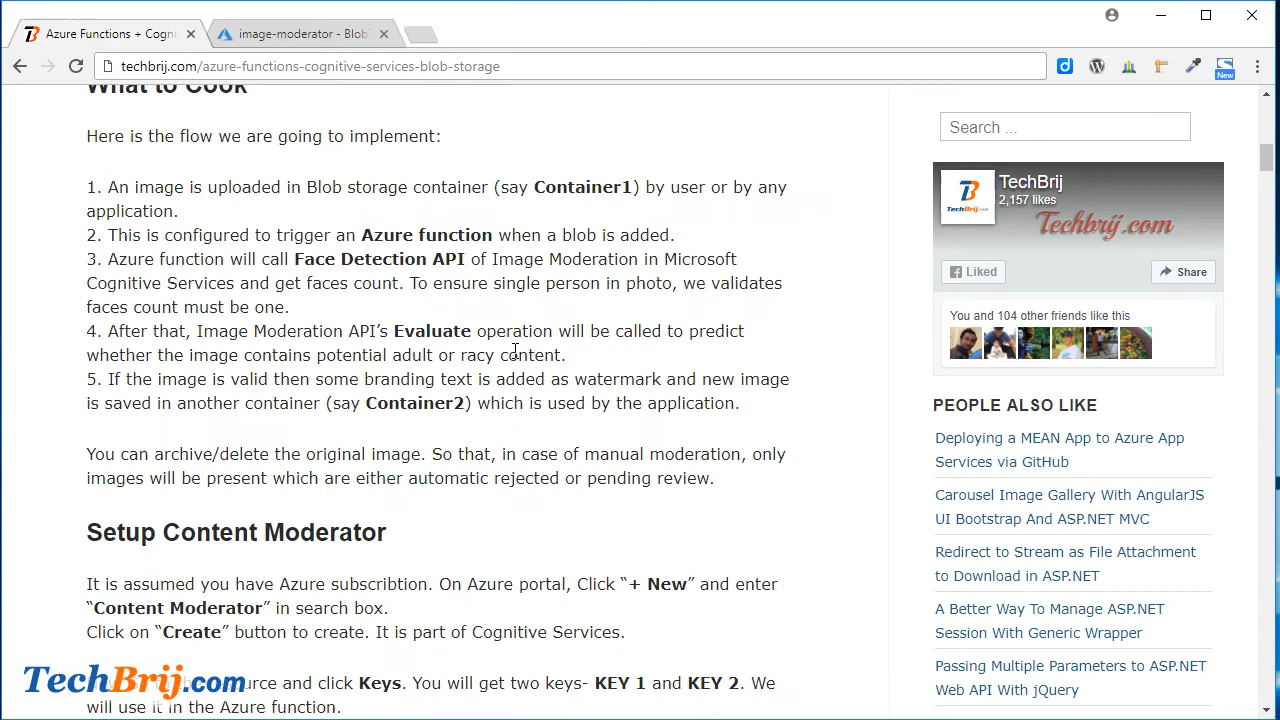 Azure Functions + Cogni
image-moderator - Blob
techbrij.com/azure-functions-cognitive-services-blob-storage
New
What to Cook
Here is the flow we are going to implement:
1. An image is uploaded in Blob storage container (say Container1) by user or by any
application.
2. This is configured to trigger an Azure function when a blob is added.
3. Azure function will call Face Detection API of Image Moderation in Microsoft
Cognitive Services and get faces count. To ensure single person in photo, we validates
faces count must be one.
4. After that, Image Moderation API's Evaluate operation will be called to predict
whether the image contains potential adult or racy content.
5. If the image is valid then some branding text is added as watermark and new image
is saved in another container (say Container2) which is used by the application.
You can archive/delete the original image. So that, in case of manual moderation, only
images will be present which are either automatic rejected or pending review.
Setup Content Moderator
It is assumed you have Azure subscribtion. On Azure portal, Click “+ New” and enter
“Content Moderator” in search box.
Click on “Create” button to create. It is part of Cognitive Services.
urce and click Keys. You will get two keys- KEY 1 and KEY 2. We
will use it in the Azure function.
TechBrij.com
Search ...
TechBrij.com
TechBrij
2,157 likes
Techbrij.com
Liked
Share
You and 104 other friends like this
PEOPLE ALSO LIKE
Deploying a MEAN App to Azure App
Services via GitHub
Carousel Image Gallery With AngularJS
UI Bootstrap And ASP.NET MVC
Redirect to Stream as File Attachment
to Download in ASP.NET
A Better Way To Manage ASP.NET
Session With Generic Wrapper
Passing Multiple Parameters to ASP.NET
Web API With jQuery